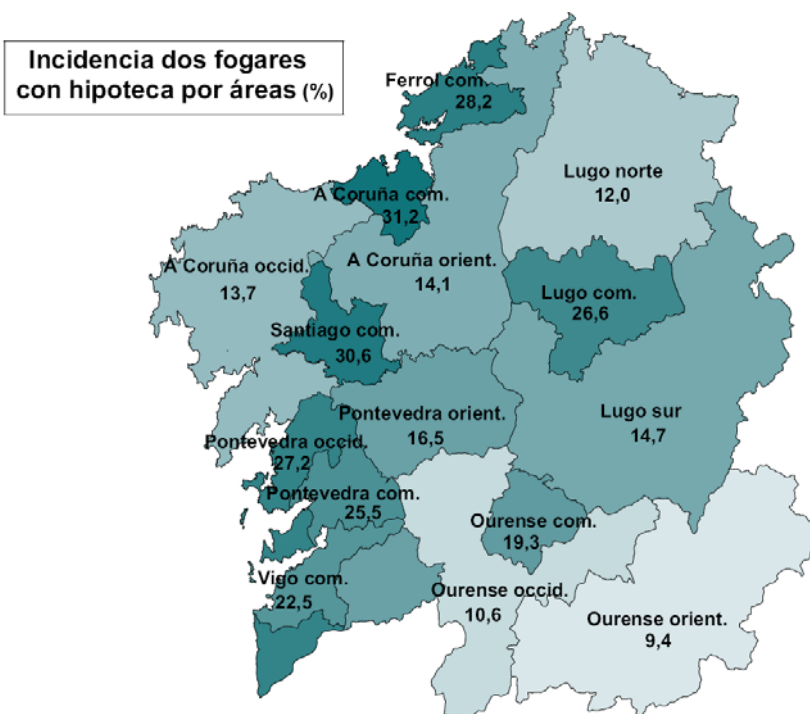 Incidencia dos fogares
con hipoteca por áreas (%)
Ferrol com.
28,2
Lugo norte
12,0
A Coruña com.
31,2
A Coruña orient.
14,1
A Coruña occid.
13,7
Lugo com.
26,6
Santiago com.
30,6
Pontevedra orient.
16,5
Lugo sur
14,7
Pontevedra occid.
27,2
Pontevedra com.
25,5
Ourense com.
19,3
Vigo com.
22,5
Ourense occid.
10,6
Ourense orient.
9,4